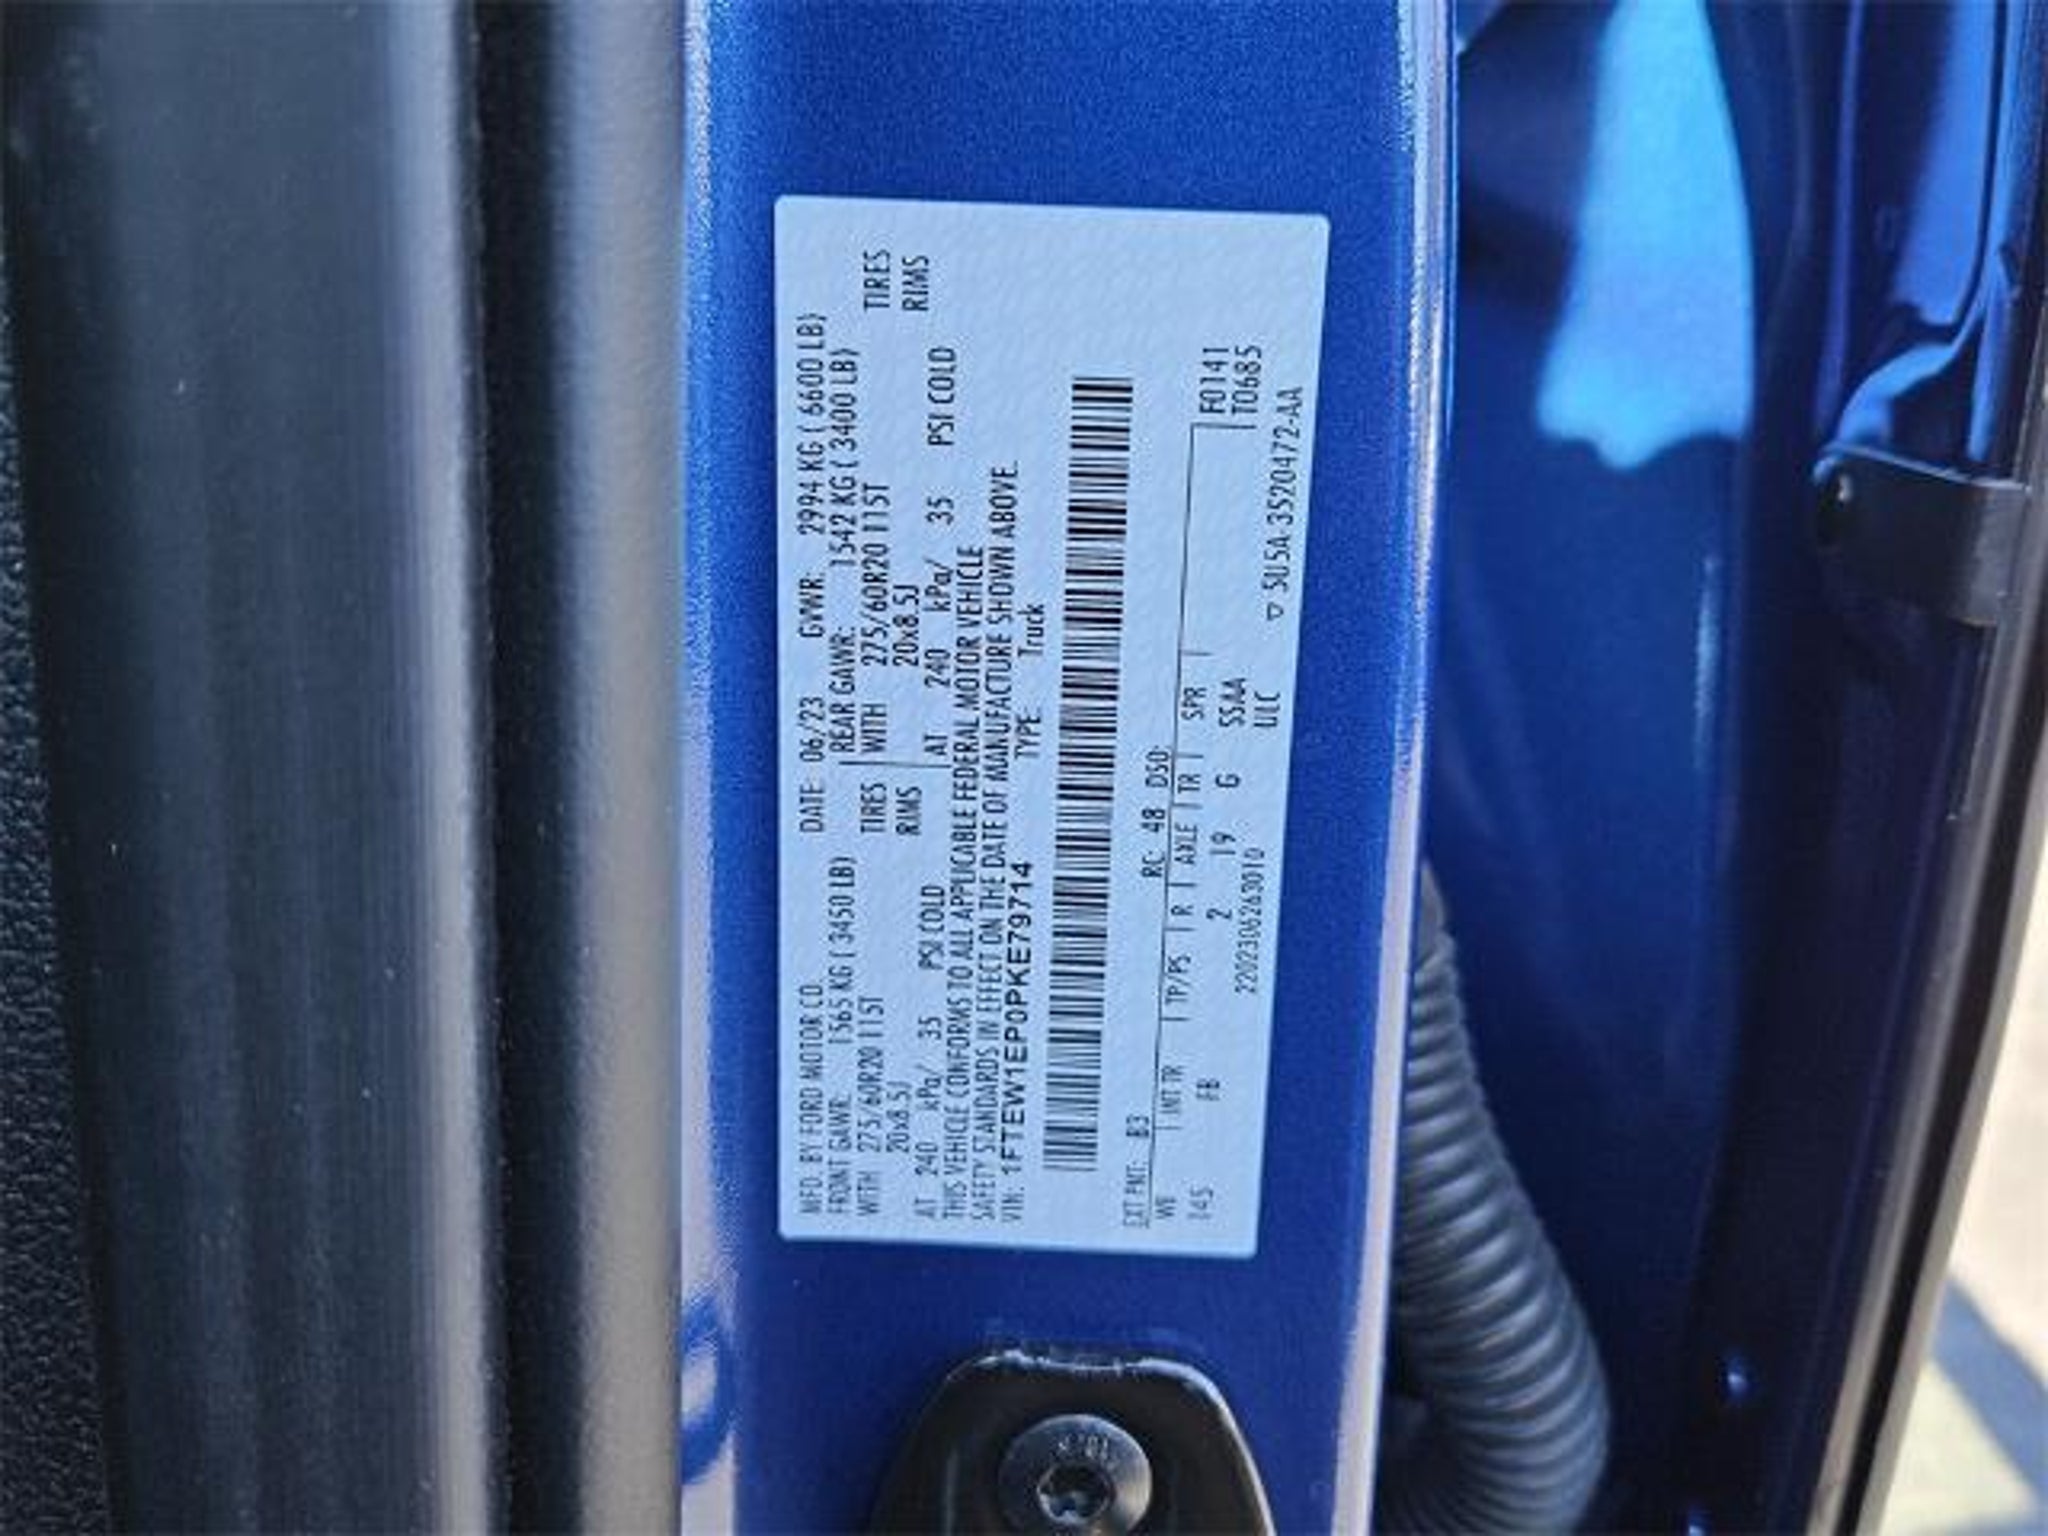 MFD. BY FORD MOTOR CO. DATE: 06/23 GVWR: 2994 KG ( 6600 LB)
FRONT GAWR: 1565 KG ( 3450 LB) REAR GAWR: 1542 KG ( 3400 LB)
WITH 275/60R20 115T TIRES WITH 275/60R20 115T TIRES
20x8.5J RIMS 20x8.5J RIMS
AT 240 kPa/ 35 PSI COLD AT 240 kPa/ 35 PSI COLD
THIS VEHICLE CONFORMS TO ALL APPLICABLE FEDERAL MOTOR VEHICLE
SAFETY STANDARDS IN EFFECT ON THE DATE OF MANUFACTURE SHOWN ABOVE.
VIN: 1FTEW1EP0PKE79714 TYPE: Truck
EXT PNT: B3 RC: 48 DSO: F0141
WB INT TR TP/PS R AXLE TR SPR T0685
145 FB 2 19 G SSAA
2202306263010 ULC ▽ 5U5A-3520472-AA